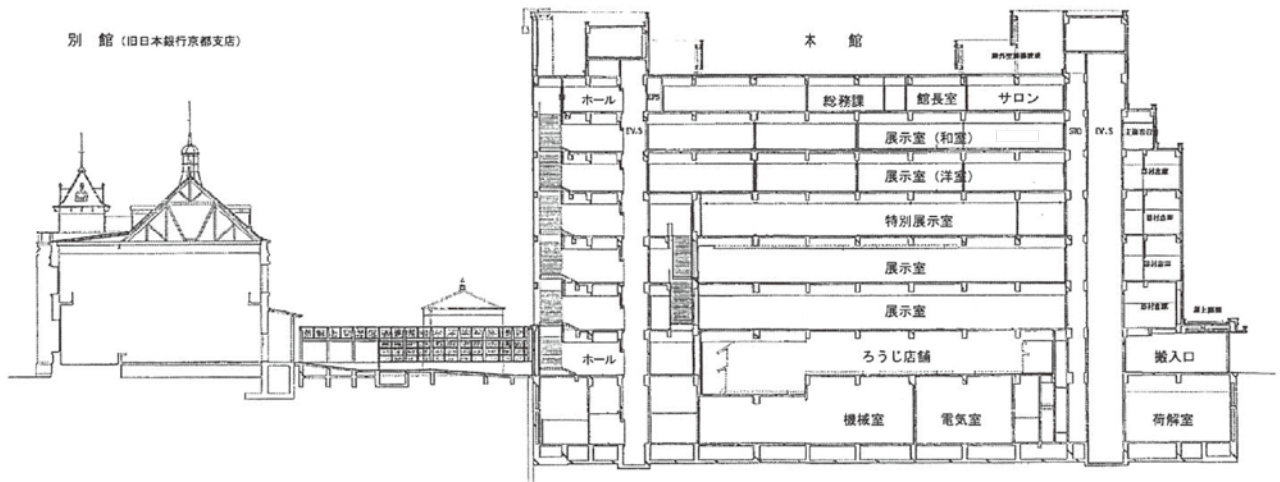 別 館 (旧日本銀行京都支店)
本 館
ホール
EPS
総務課
館長室
サロン
EV.S
展示室 (和室)
EV.S
展示室 (洋室)
特別展示室
展示室
展示室
ホール
ろうじ店舗
搬入口
機械室
電気室
荷解室